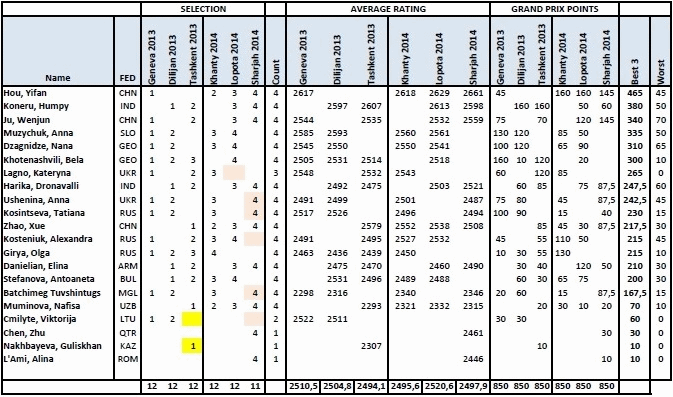 SELECTION AVERAGE RATING GRAND PRIX POINTS
Name FED Geneva 2013 Dilijan 2013 Tashkent 2013 Khanty 2014 Lopota 2014 Sharjh 2014 Count Geneva 2013 Dilijan 2013 Tashkent 2013 Khanty 2014 Lopota 2014 Sharjh 2014 Geneva 2013 Dilijan 2013 Tashkent 2013 Khanty 2014 Lopota 2014 Sharjh 2014 Best 3 Worst
Hou, Yifan CHN 1 2 3 4 4 2617 2618 2629 2661 45 160 160 145 465 45
Koneru, Humpy IND 1 2 3 4 4 2597 2607 2613 2598 160 160 50 60 380 50
Ju, Wenjun CHN 1 2 3 4 4 2544 2535 2532 2559 75 70 120 145 340 70
Muzychuk, Anna SLO 1 2 3 4 4 2585 2593 2560 2561 130 120 85 50 335 50
Dzagnidze, Nana GEO 1 2 3 4 4 2550 2541 2550 2541 100 120 65 90 310 65
Khotenashvili, Bela GEO 1 2 3 4 4 2505 2531 2514 2518 160 10 120 20 300 10
Lagno, Kateryna UKR 1 2 3 3 2548 2532 2543 60 120 85 265 0
Harika, Dronavalli IND 1 2 3 4 4 2492 2475 2503 2521 60 85 75 87,5 247,5 60
Ushenina, Anna UKR 1 2 3 4 4 2491 2499 2501 2487 75 80 45 87,5 242,5 45
Kosintseva, Tatiana RUS 1 2 3 4 4 2517 2526 2496 2494 100 90 15 40 230 15
Zhao, Xue CHN 1 2 3 4 4 2579 2552 2538 2508 85 45 30 87,5 217,5 30
Kosteniuk, Alexandra RUS 1 2 3 4 4 2491 2495 2527 2532 45 55 110 50 215 45
Girya, Olga RUS 1 2 3 4 4 2463 2436 2439 2450 10 30 55 130 215 10
Danielian, Elina ARM 1 2 3 4 4 2475 2470 2460 2490 30 40 120 50 210 30
Stefanova, Antoaneta BUL 1 2 3 4 4 2531 2496 2489 2488 60 30 65 75 200 30
Batchimeg Tuvshintugs MGL 1 2 3 4 4 2298 2316 2340 2346 20 60 15 87,5 167,5 15
Muminova, Nafisa UZB 1 2 3 4 4 2293 2321 2332 2315 20 30 10 20 70 10
Cmilyte, Viktorija LTU 1 2 2 2522 2511 30 30 60 0
Chen, Zhu QTR 4 1 2461 30 30 0
Nakhbayeva, Guliskhan KAZ 1 1 2307 10 10 0
L'Ami, Alina ROM 4 1 2446 10 10 0
12 12 12 12 12 11 2510,5 2504,8 2494,1 2495,6 2520,6 2497,9 850 850 850 850 850 850